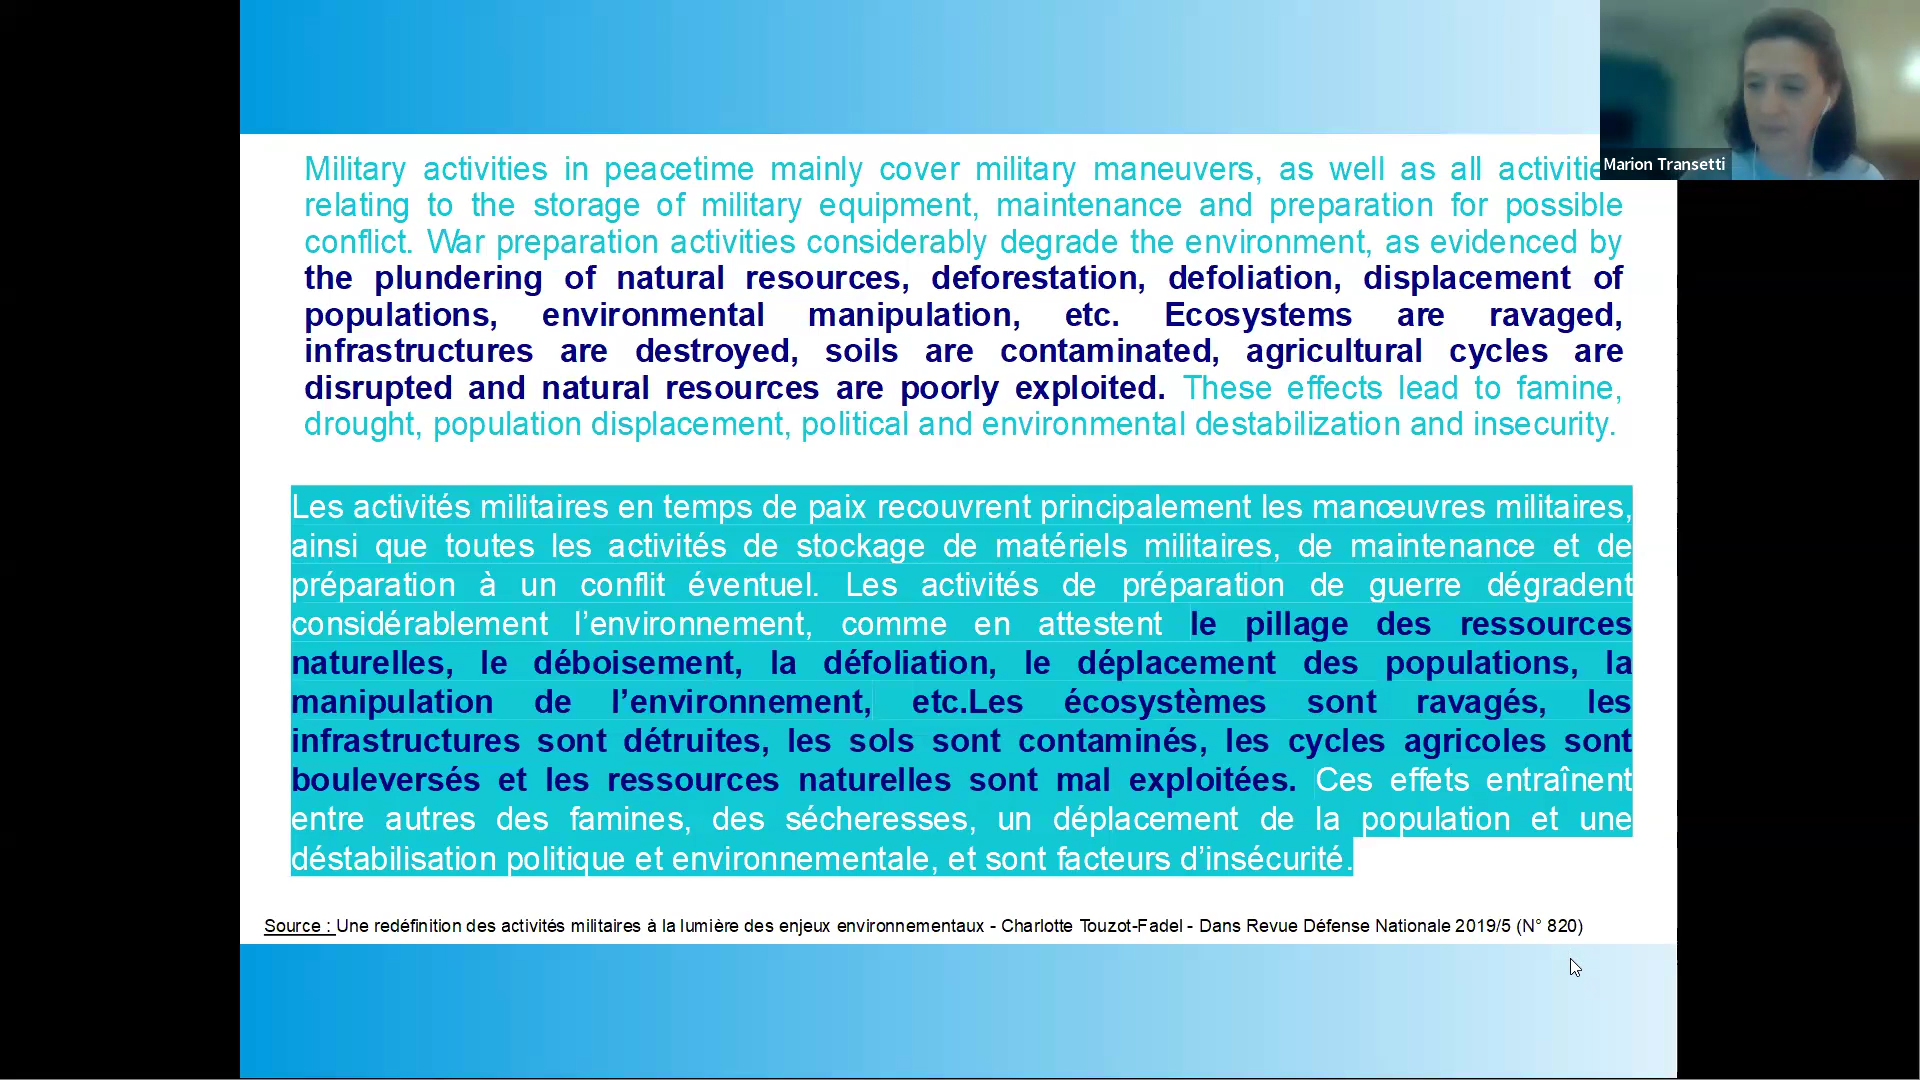 Marion Transetti
Military activities in peacetime mainly cover military maneuvers, as well as all activitie
relating to the storage of military equipment, maintenance and preparation for possible
conflict. War preparation activities considerably degrade the environment, as evidenced by
the plundering of natural resources, deforestation, defoliation, displacement of
populations, environmental manipulation, etc. Ecosystems are ravaged,
infrastructures are destroyed, soils are contaminated, agricultural cycles are
disrupted and natural resources are poorly exploited. These effects lead to famine,
drought, population displacement, political and environmental destabilization and insecurity.
Les activités militaires en temps de paix recouvrent principalement les manœuvres militaires,
ainsi que toutes les activités de stockage de matériels militaires, de maintenance et de
préparation à un conflit éventuel. Les activités de préparation de guerre dégradent
considérablement l’environnement, comme en attestent le pillage des ressources
naturelles, le déboisement, la défoliation, le déplacement des populations, la
manipulation de l’environnement, etc.Les écosystèmes sont ravagés, les
infrastructures sont détruites, les sols sont contaminés, les cycles agricoles sont
bouleversés et les ressources naturelles sont mal exploitées. Ces effets entraînent
entre autres des famines, des sécheresses, un déplacement de la population et une
déstabilisation politique et environnementale, et sont facteurs d’insécurité.
Source : Une redéfinition des activités militaires à la lumière des enjeux environnementaux - Charlotte Touzot-Fadel - Dans Revue Défense Nationale 2019/5 (N° 820)